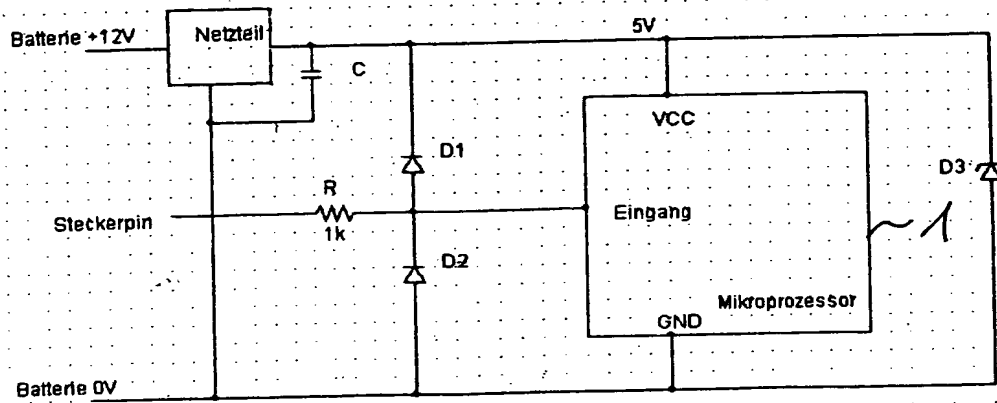 Batterie +12V
Netzteil
5V
C
VCC
D1
D3
R
Steckerpin
1k
Eingang
1
D2
Mikroprozessor
GND
Batterie 0V